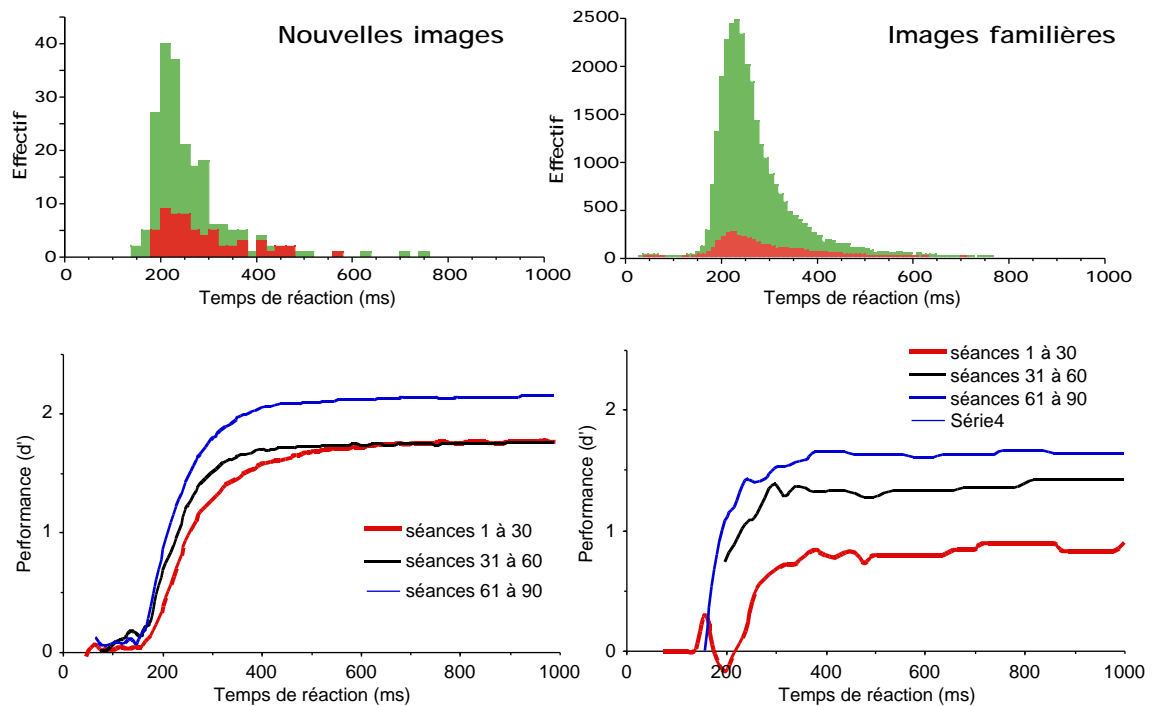 Nouvelles images
40
30
20
10
0
Effectif
0 200 400 600 800 1000
Temps de réaction (ms)
Images familières
2500
2000
1500
1000
500
0
Effectif
0 200 400 600 800 1000
Temps de réaction (ms)
2
1
0
Performance (d')
séances 1 à 30
séances 31 à 60
séances 61 à 90
0 200 400 600 800 1000
Temps de réaction (ms)
séances 1 à 30
séances 31 à 60
séances 61 à 90
Série4
2
1
0
Performance (d')
0 200 400 600 800 1000
Temps de réaction (ms)